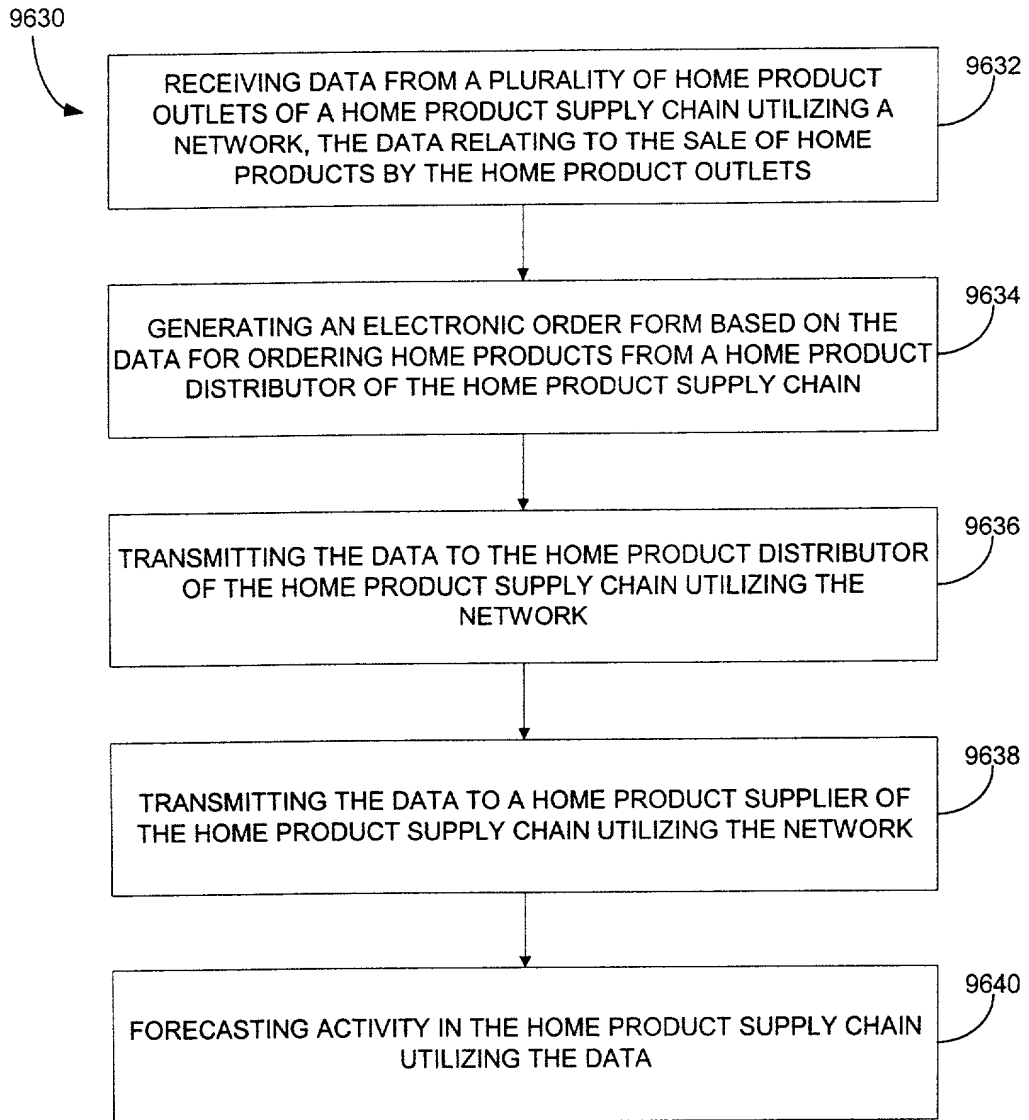 9630
RECEIVING DATA FROM A PLURALITY OF HOME PRODUCT
OUTLETS OF A HOME PRODUCT SUPPLY CHAIN UTILIZING A
NETWORK, THE DATA RELATING TO THE SALE OF HOME
PRODUCTS BY THE HOME PRODUCT OUTLETS
9632
GENERATING AN ELECTRONIC ORDER FORM BASED ON THE
DATA FOR ORDERING HOME PRODUCTS FROM A HOME PRODUCT
DISTRIBUTOR OF THE HOME PRODUCT SUPPLY CHAIN
9634
TRANSMITTING THE DATA TO THE HOME PRODUCT DISTRIBUTOR
OF THE HOME PRODUCT SUPPLY CHAIN UTILIZING THE
NETWORK
9636
TRANSMITTING THE DATA TO A HOME PRODUCT SUPPLIER OF
THE HOME PRODUCT SUPPLY CHAIN UTILIZING THE NETWORK
9638
FORECASTING ACTIVITY IN THE HOME PRODUCT SUPPLY CHAIN
UTILIZING THE DATA
9640